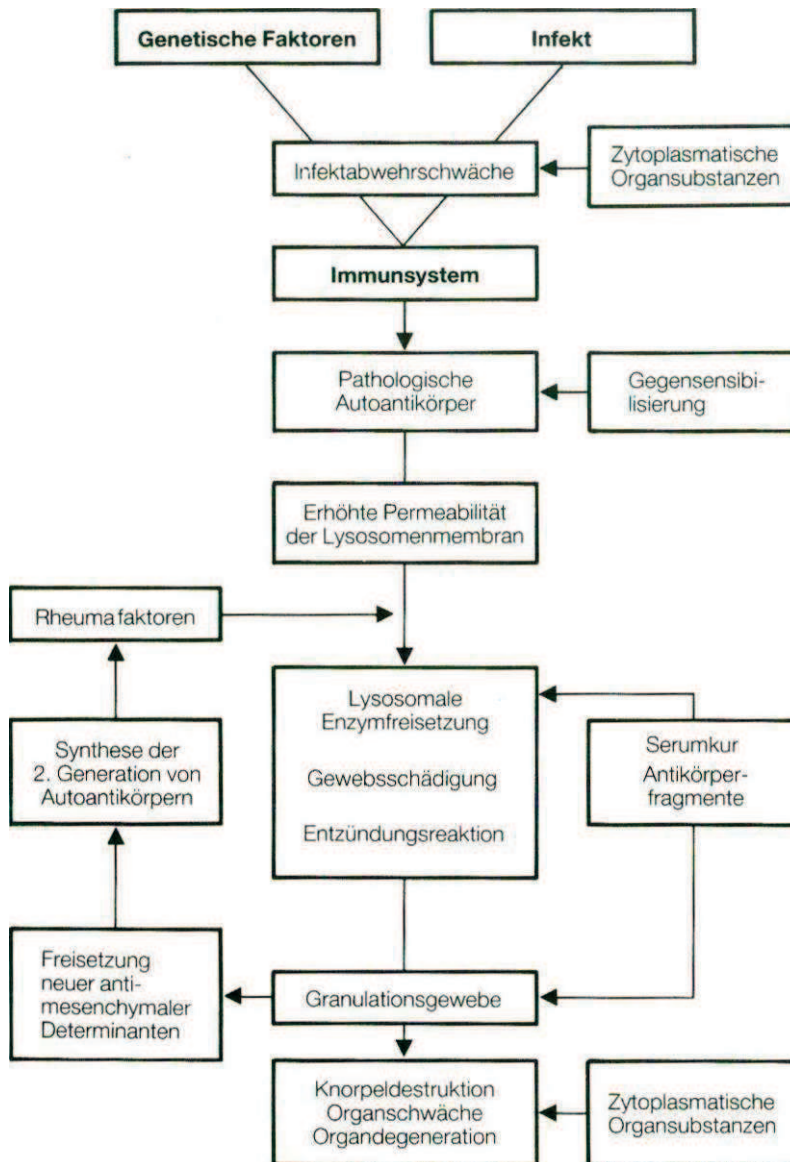 Genetische Faktoren
Infekt
Infektabwehrschwäche
Zytoplasmatische
Organsubstanzen
Immunsystem
Pathologische
Autoantikörper
Gegensensibi-
lisierung
Erhöhte Permeabilität
der Lysosomenmembran
Rheumafaktoren
Lysosomale
Enzymfreisetzung
Gewebsschädigung
Entzündungsreaktion
Synthese der
2. Generation von
Autoantikörpern
Serumkur
Antikörper-
fragmente
Freisetzung
neuer anti-
mesenchymaler
Determinanten
Granulationsgewebe
Knorpeldestruktion
Organschwäche
Organdegeneration
Zytoplasmatische
Organsubstanzen